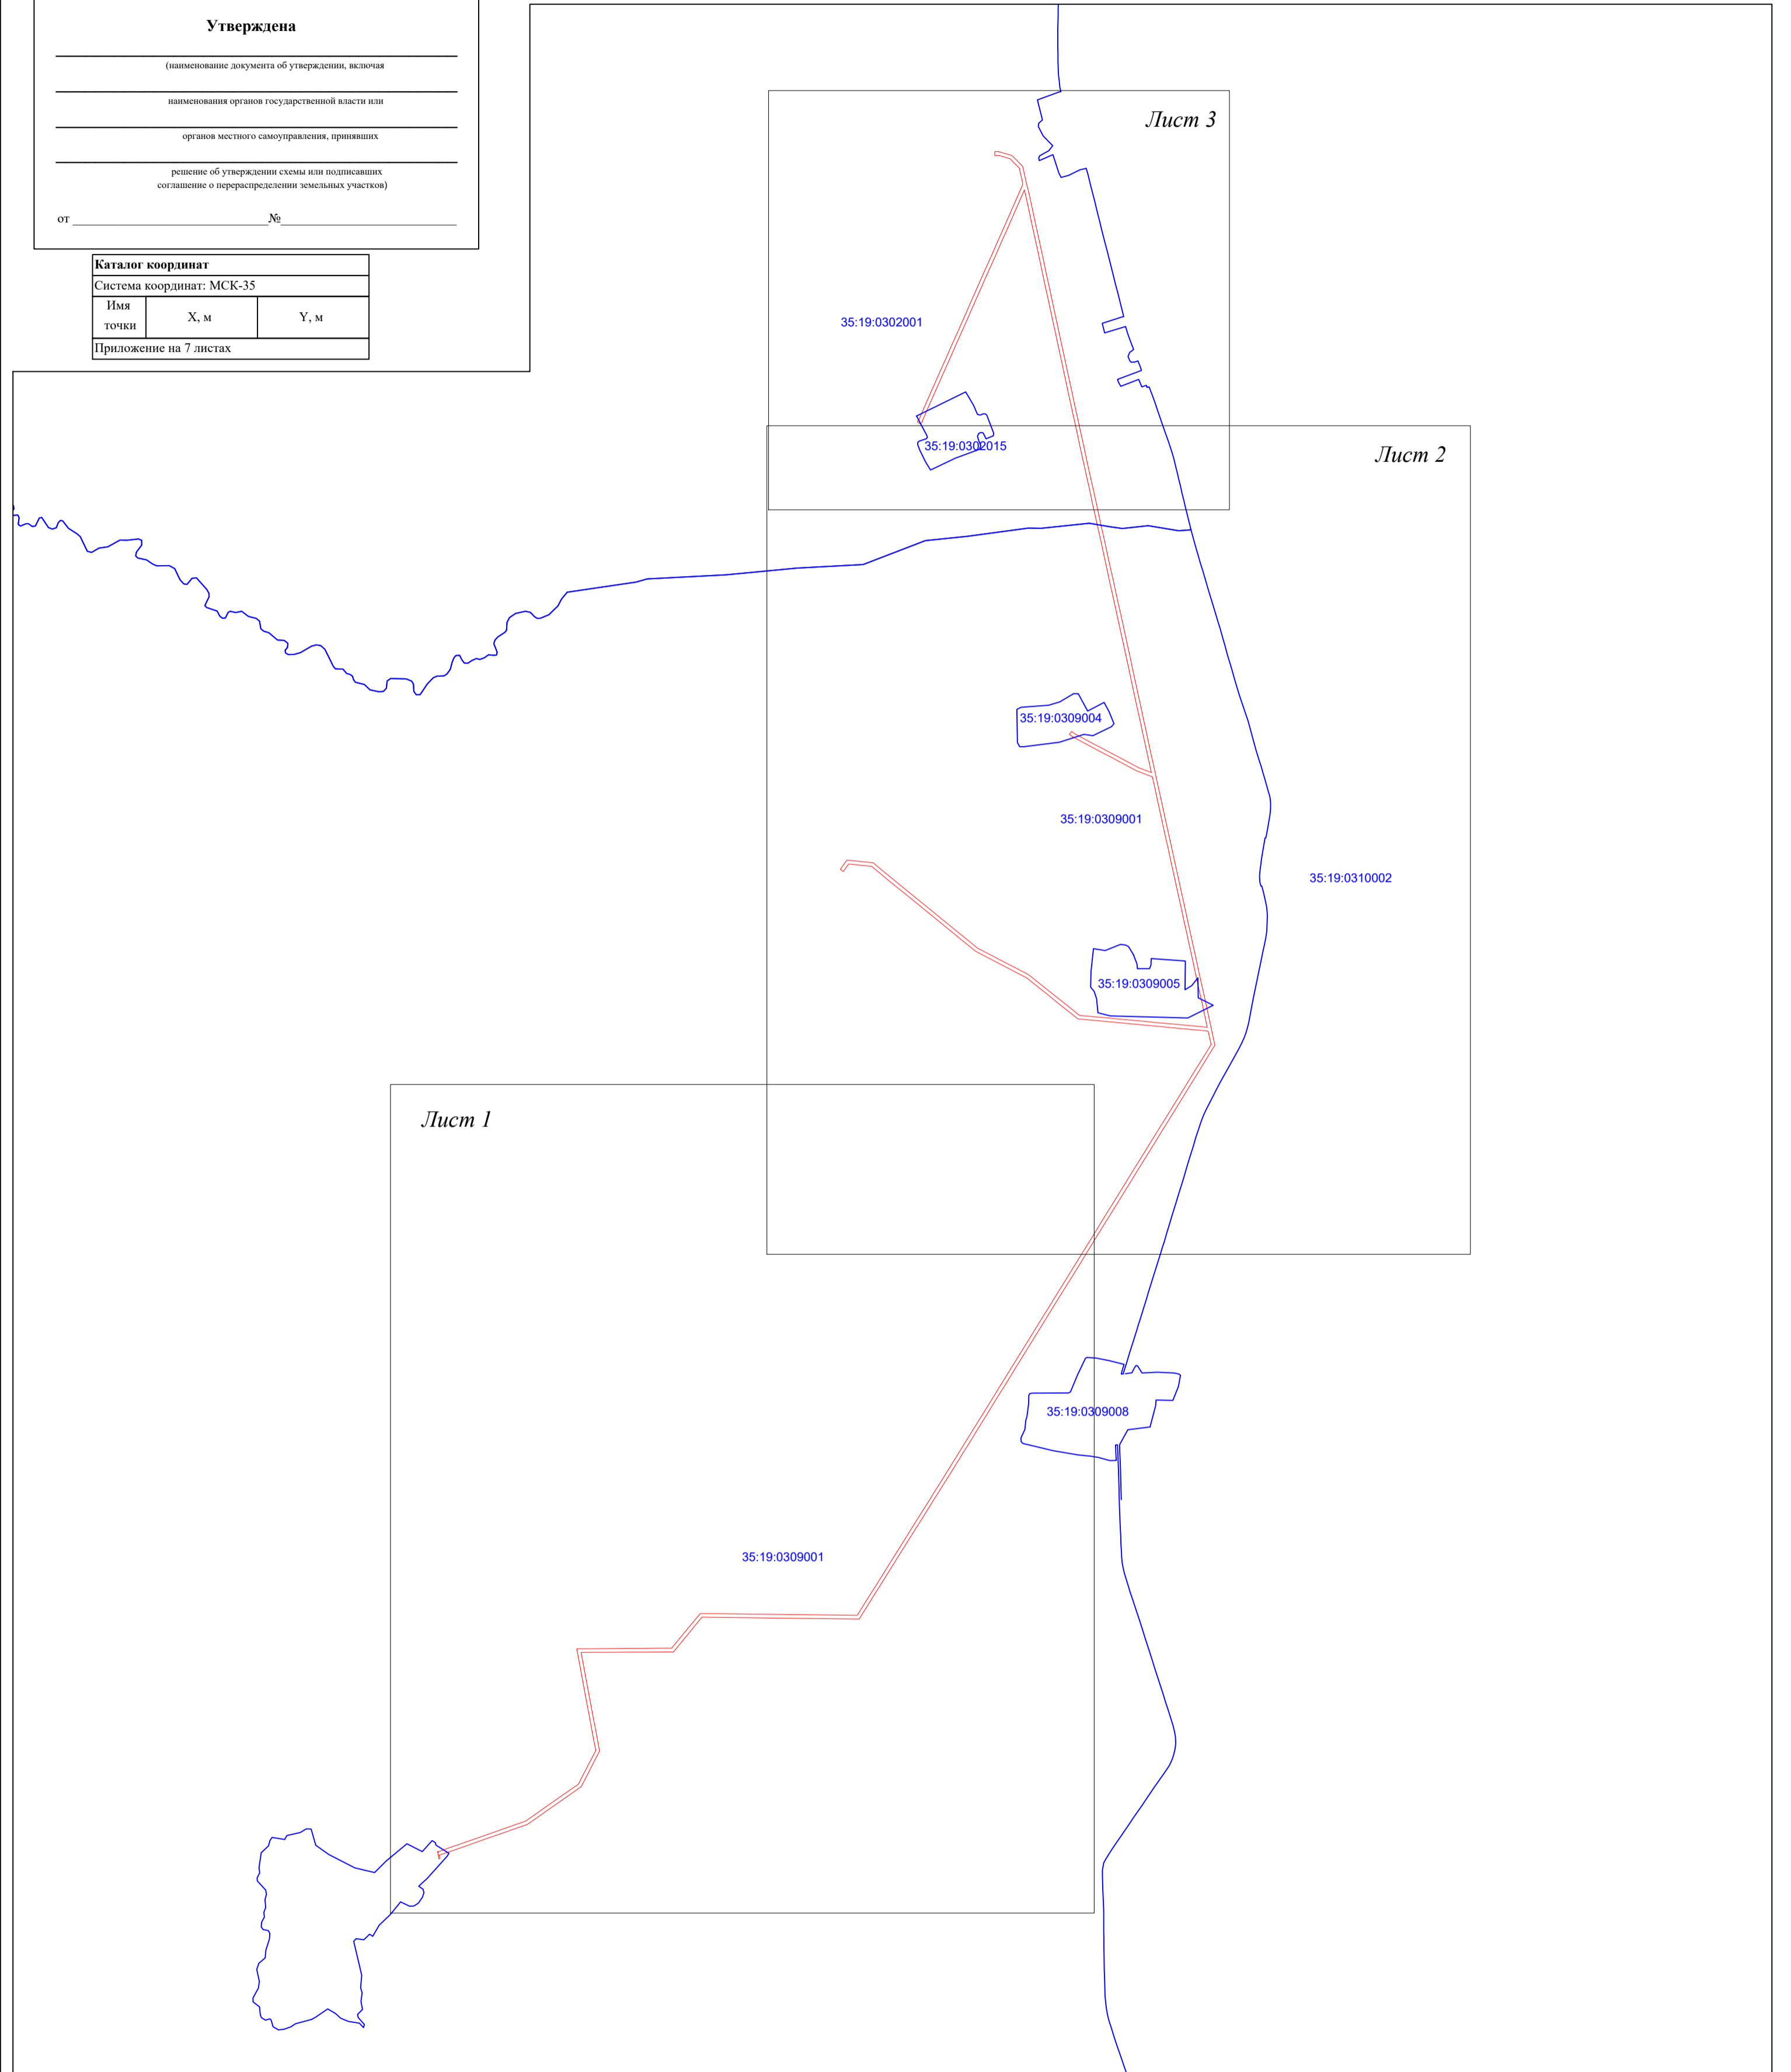 Утверждена
(наименование документа об утверждении, включая
наименования органов государственной власти или
органов местного самоуправления, принявших
решение об утверждении схемы или подписавших
соглашение о перераспределении земельных участков)
от №
Каталог координат
Система координат: МСК-35
Имя точки
X, м
Y, м
Приложение на 7 листах
Лист 3
35:19:0302001
35:19:0302015
Лист 2
35:19:0309004
35:19:0309001
35:19:0310002
35:19:0309005
Лист 1
35:19:0309008
35:19:0309001